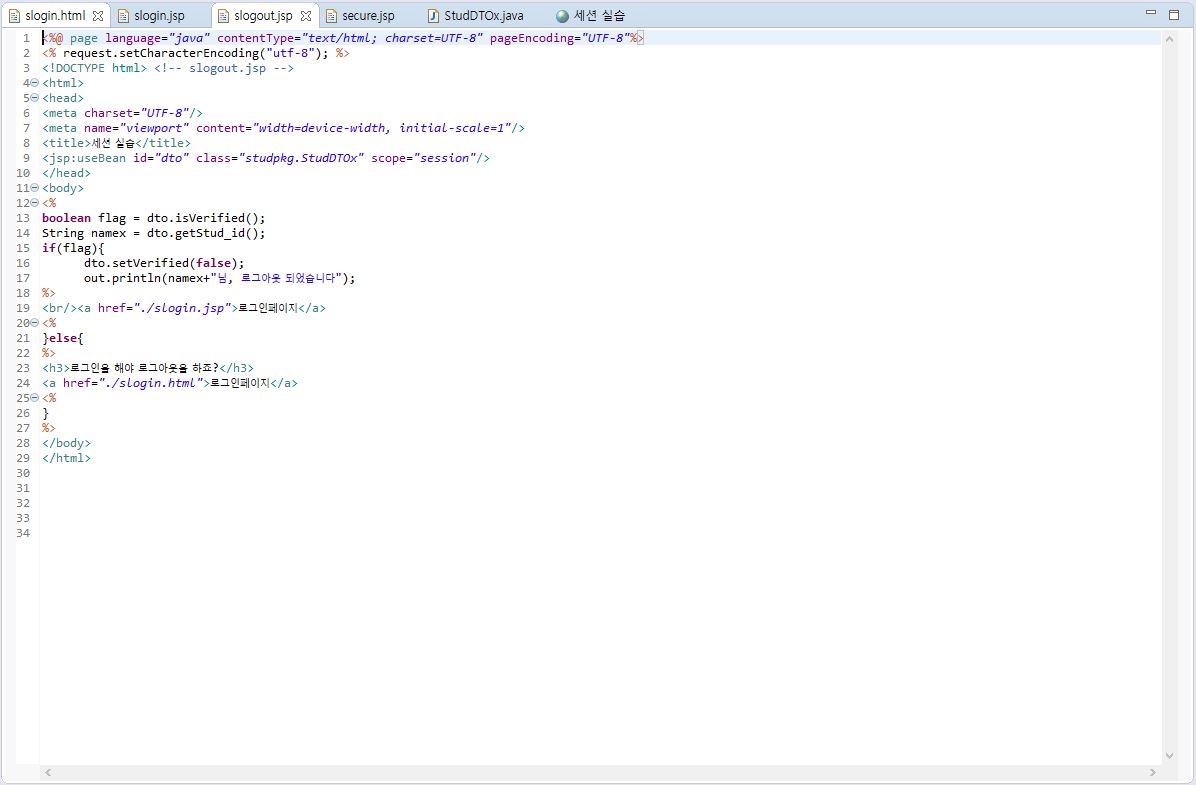 slogin.html slogin.jsp slogout.jsp secure.jsp StudDTOx.java 세션 실습
1 <%@ page language="java" contentType="text/html; charset=UTF-8" pageEncoding="UTF-8"%>
2 <% request.setCharacterEncoding("utf-8"); %>
3 <!DOCTYPE html> <!-- slogout.jsp -->
4 <html>
5 <head>
6 <meta charset="UTF-8"/>
7 <meta name="viewport" content="width=device-width, initial-scale=1"/>
8 <title>세션 실습</title>
9 <jsp:useBean id="dto" class="studpkg.StudDTOx" scope="session"/>
10 </head>
11 <body>
12 <%
13 boolean flag = dto.isVerified();
14 String namex = dto.getStud_id();
15 if(flag){
16 dto.setVerified(false);
17 out.println(namex+"님, 로그아웃 되었습니다");
18 %>
19 <br/><a href="./slogin.jsp">로그인페이지</a>
20 <%
21 }else{
22 %>
23 <h3>로그인을 해야 로그아웃을 하죠?</h3>
24 <a href="./slogin.html">로그인페이지</a>
25 <%
26 }
27 %>
28 </body>
29 </html>
30
31
32
33
34